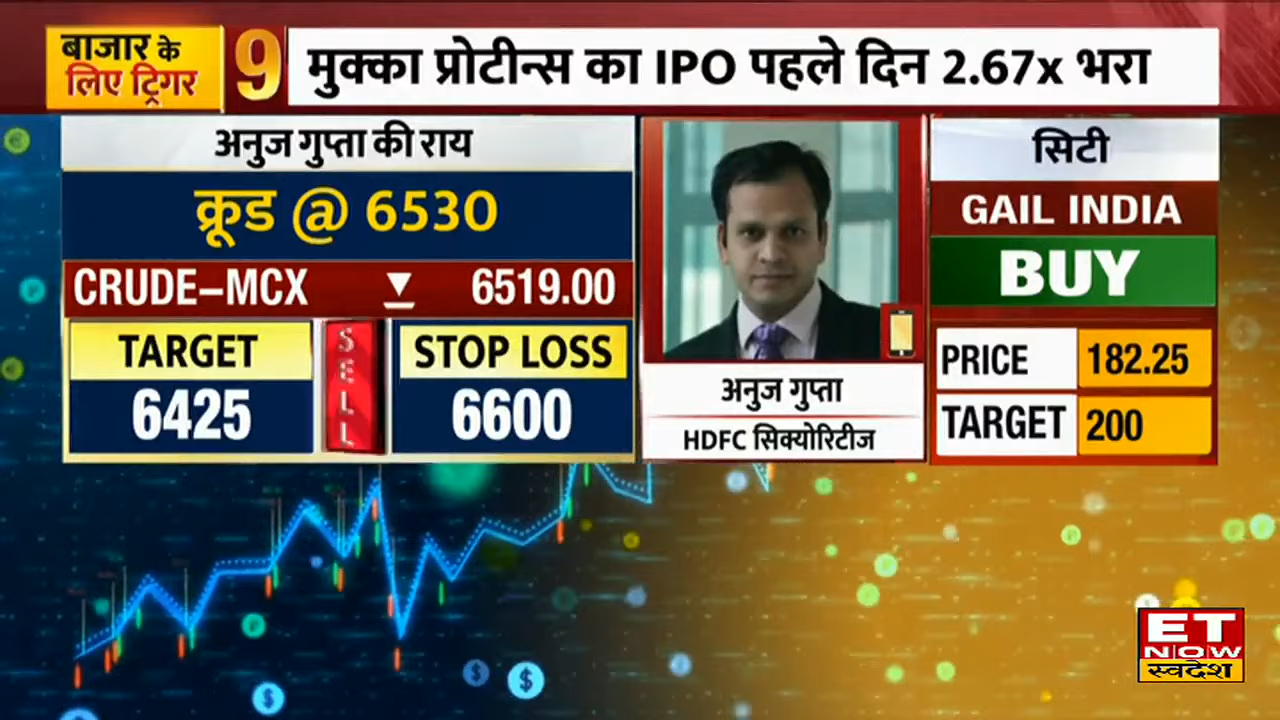 बाजार के
लिए ट्रिगर
9
मुक्का प्रोटीन्स का IPO पहले दिन 2.67x भरा
अनुज गुप्ता की राय
क्रूड @ 6530
CRUDE–MCX ▼ 6519.00
TARGET
6425
SELL
STOP LOSS
6600
अनुज गुप्ता
HDFC सिक्योरिटीज
सिटी
GAIL INDIA
BUY
PRICE 182.25
TARGET 200
ET
NOW
स्वदेश